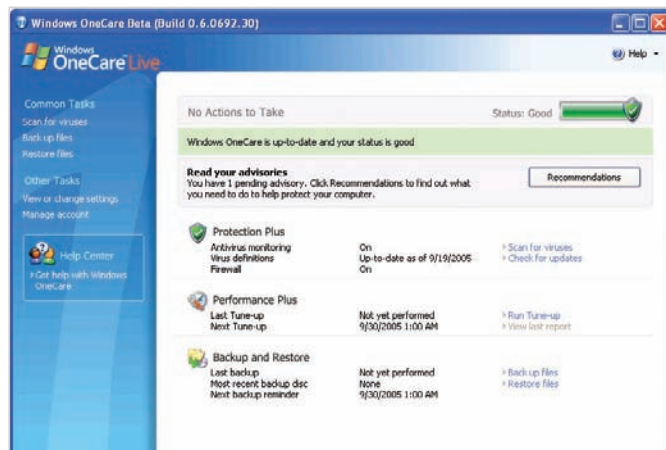 Windows OneCare Beta (Build 0.6.0692.30)
Windows
OneCare Live
Help
Common Tasks
Scan for viruses
Back up files
Restore files
Other Tasks
View or change settings
Manage account
Help Center
Get help with Windows
OneCare
No Actions to Take
Status: Good
Windows OneCare is up-to-date and your status is good
Read your advisories
You have 1 pending advisory. Click Recommendations to find out what
you need to do to help protect your computer.
Recommendations
Protection Plus
Antivirus monitoring On Scan for viruses
Virus definitions Up-to-date as of 9/19/2005 Check for updates
Firewall On
Performance Plus
Last Tune-up Not yet performed Run Tune-up
Next Tune-up 9/30/2005 1:00 AM View last report
Backup and Restore
Last backup Not yet performed Back up files
Most recent backup disc None Restore files
Next backup reminder 9/30/2005 1:00 AM